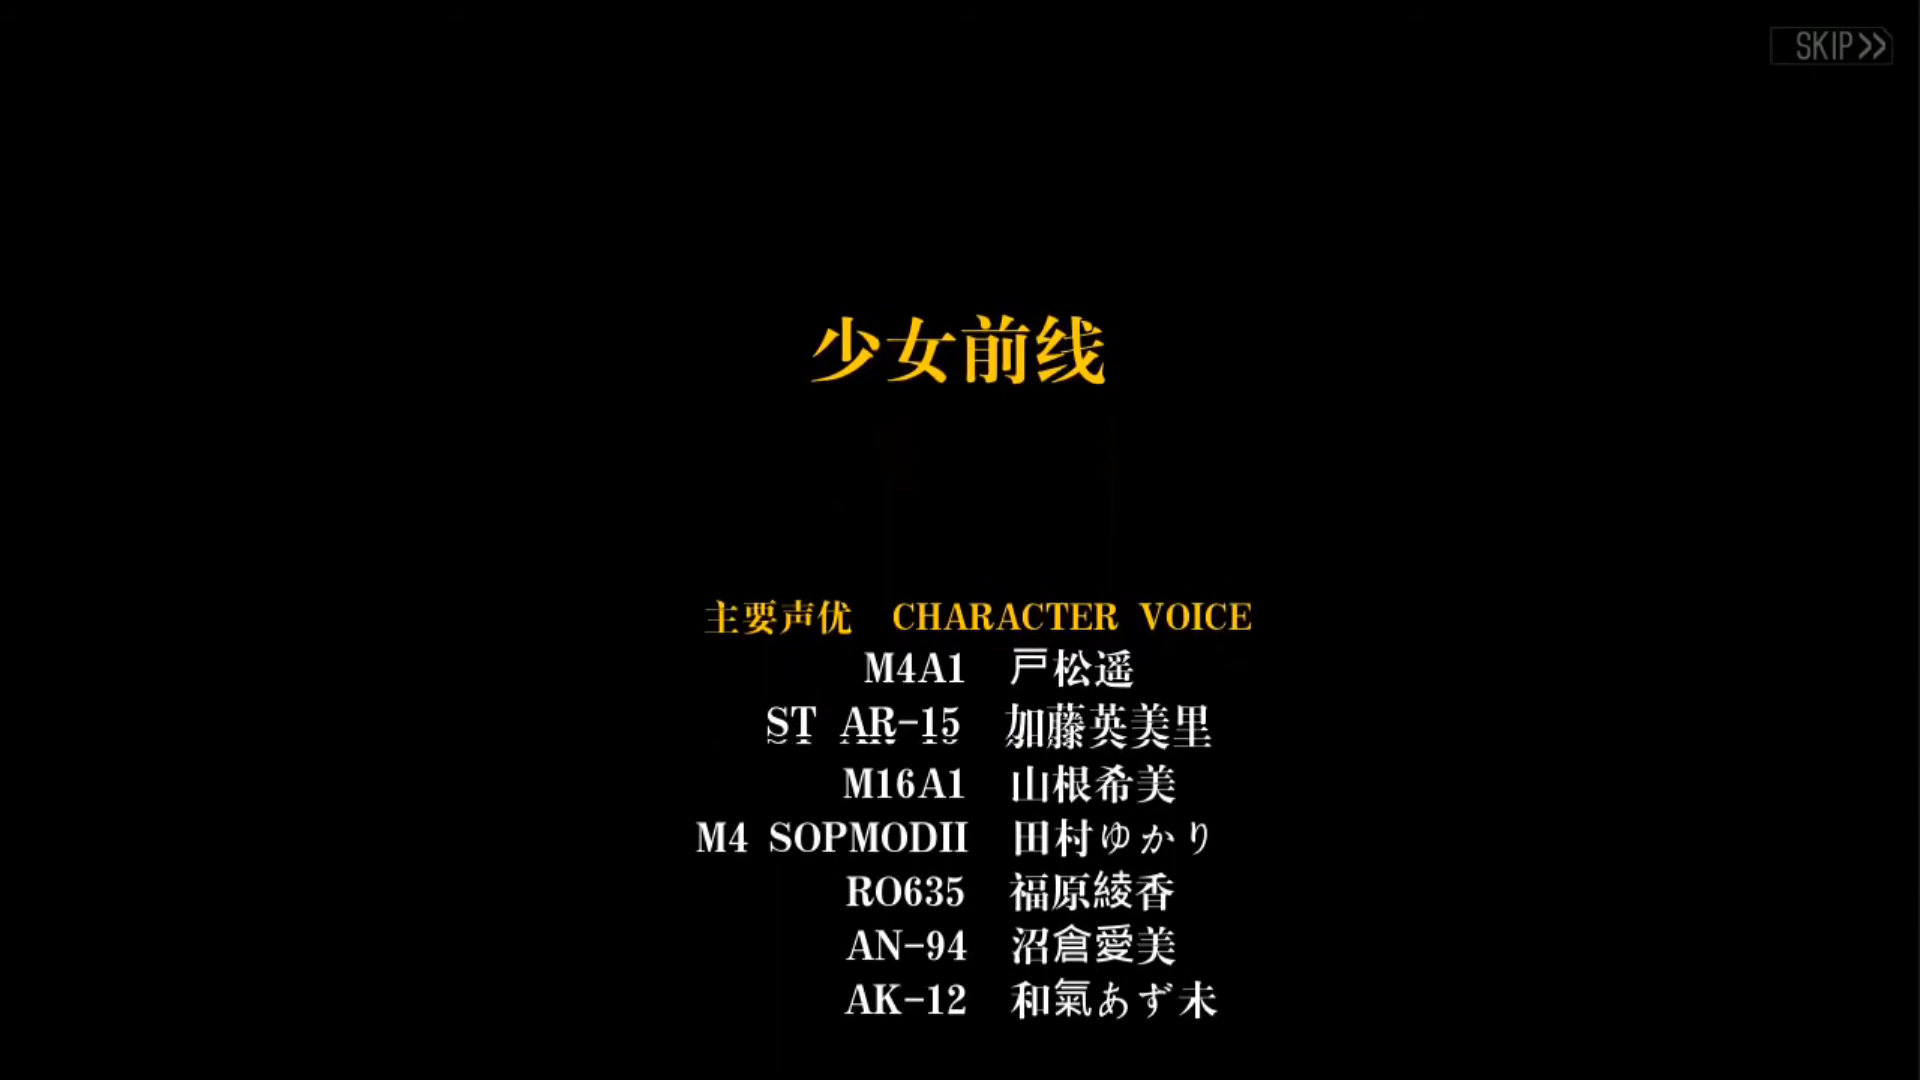 SKIP>>
少女前线
主要声优 CHARACTER VOICE
M4A1 戸松遥
ST AR-15 加藤英美里
M16A1 山根希美
M4 SOPMODII 田村ゆかり
RO635 福原綾香
AN-94 沼倉愛美
AK-12 和氣あず未